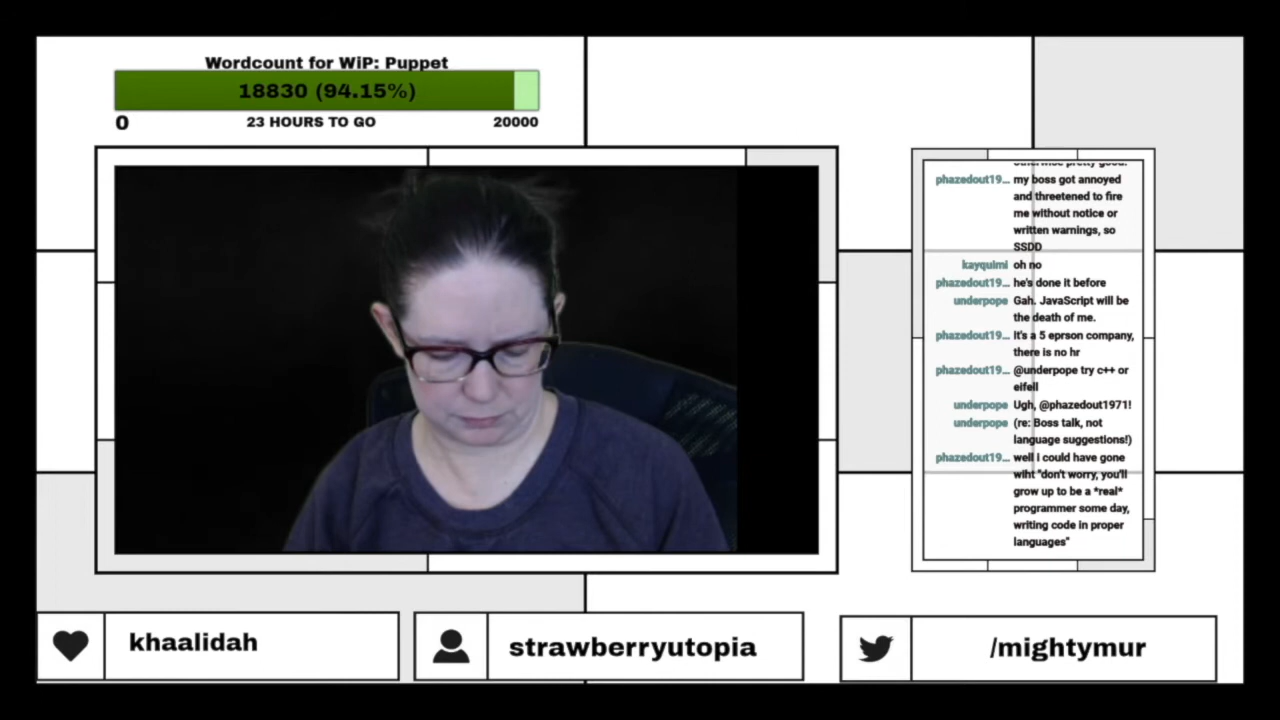 Wordcount for WiP: Puppet
18830 (94.15%)
0 23 HOURS TO GO 20000
otherwise pretty good.
phazedout19... my boss got annoyed
and threetened to fire
me without notice or
written warnings, so
SSDD
kayquimi oh no
phazedout19... he's done it before
underpope Gah. JavaScript will be
the death of me.
phazedout19... it's a 5 eprson company,
there is no hr
phazedout19... @underpope try c++ or
eifell
underpope Ugh, @phazedout1971!
underpope (re: Boss talk, not
language suggestions!)
phazedout19... well i could have gone
wiht "don't worry, you'll
grow up to be a *real*
programmer some day,
writing code in proper
languages"
khaalidah
strawberryutopia
/mightymur